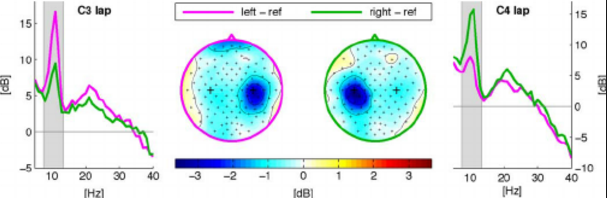 C3 lap
left – ref    right – ref
C4 lap
15
10
5
0
−5
[dB]
10 20 30 40
[Hz]
−3 −2 −1 0 1 2 3
[dB]
15
10
5
0
−5
−10
[dB]
10 20 30 40
[Hz]